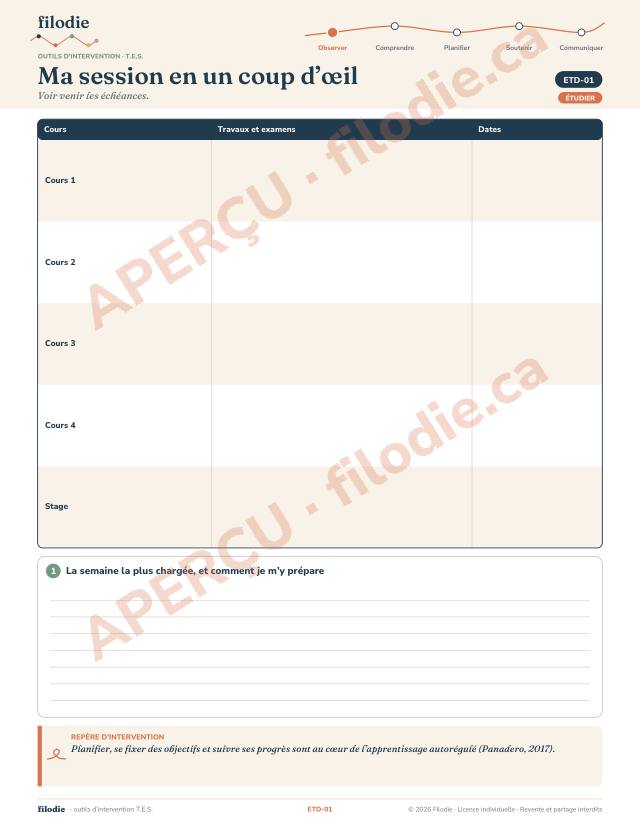 filodie
OUTILS D'INTERVENTION · T.E.S.
Observer Comprendre Planifier Soutenir Communiquer
Ma session en un coup d'œil
Voir venir les échéances.
ETD-01
ÉTUDIER
Cours Travaux et examens Dates
Cours 1
Cours 2
Cours 3
Cours 4
Stage
APERÇU · filodie.ca
APERÇU · filodie.ca
1 La semaine la plus chargée, et comment je m'y prépare
REPÈRE D'INTERVENTION
Planifier, se fixer des objectifs et suivre ses progrès sont au cœur de l'apprentissage autorégulé (Panadero, 2017).
filodie · outils d'intervention T.E.S. ETD-01 © 2026 Filodie · Licence individuelle · Revente et partage interdits